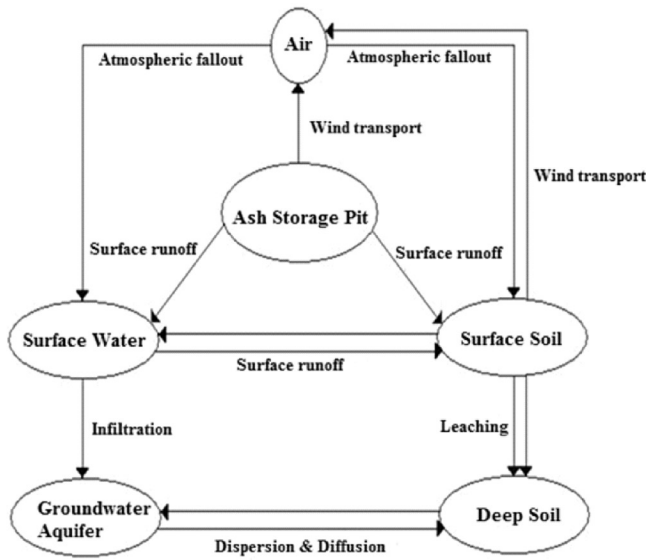 Air
Atmospheric fallout
Atmospheric fallout
Wind transport
Wind transport
Ash Storage Pit
Surface runoff
Surface runoff
Surface Water
Surface Soil
Surface runoff
Infiltration
Leaching
Groundwater
Aquifer
Deep Soil
Dispersion & Diffusion